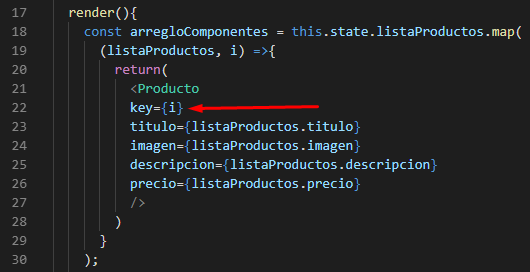 17 render(){
18 const arregloComponentes = this.state.listaProductos.map(
19 (listaProductos, i) =>{
20 return(
21 <Producto
22 key={i}
23 titulo={listaProductos.titulo}
24 imagen={listaProductos.imagen}
25 descripcion={listaProductos.descripcion}
26 precio={listaProductos.precio}
27 />
28 )
29 }
30 );